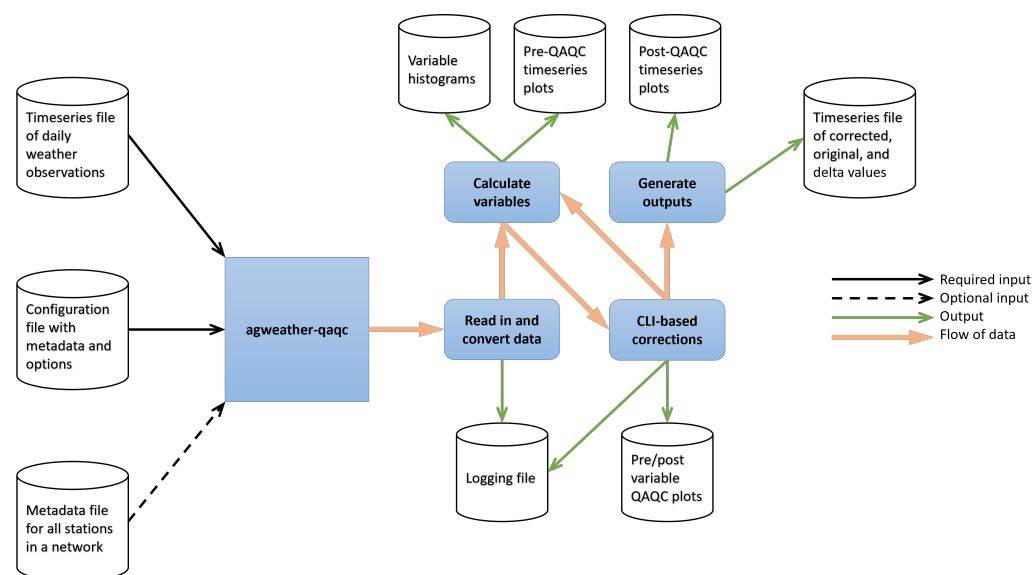 Variable
histograms
Pre-QAQC
timeseries
plots
Post-QAQC
timeseries
plots
Timeseries file
of corrected,
original, and
delta values
Timeseries file
of daily
weather
observations
Calculate
variables
Generate
outputs
Configuration
file with
metadata and
options
agweather-qaqc
Read in and
convert data
CLI-based
corrections
Required input
Optional input
Output
Flow of data
Logging file
Pre/post
variable
QAQC plots
Metadata file
for all stations
in a network